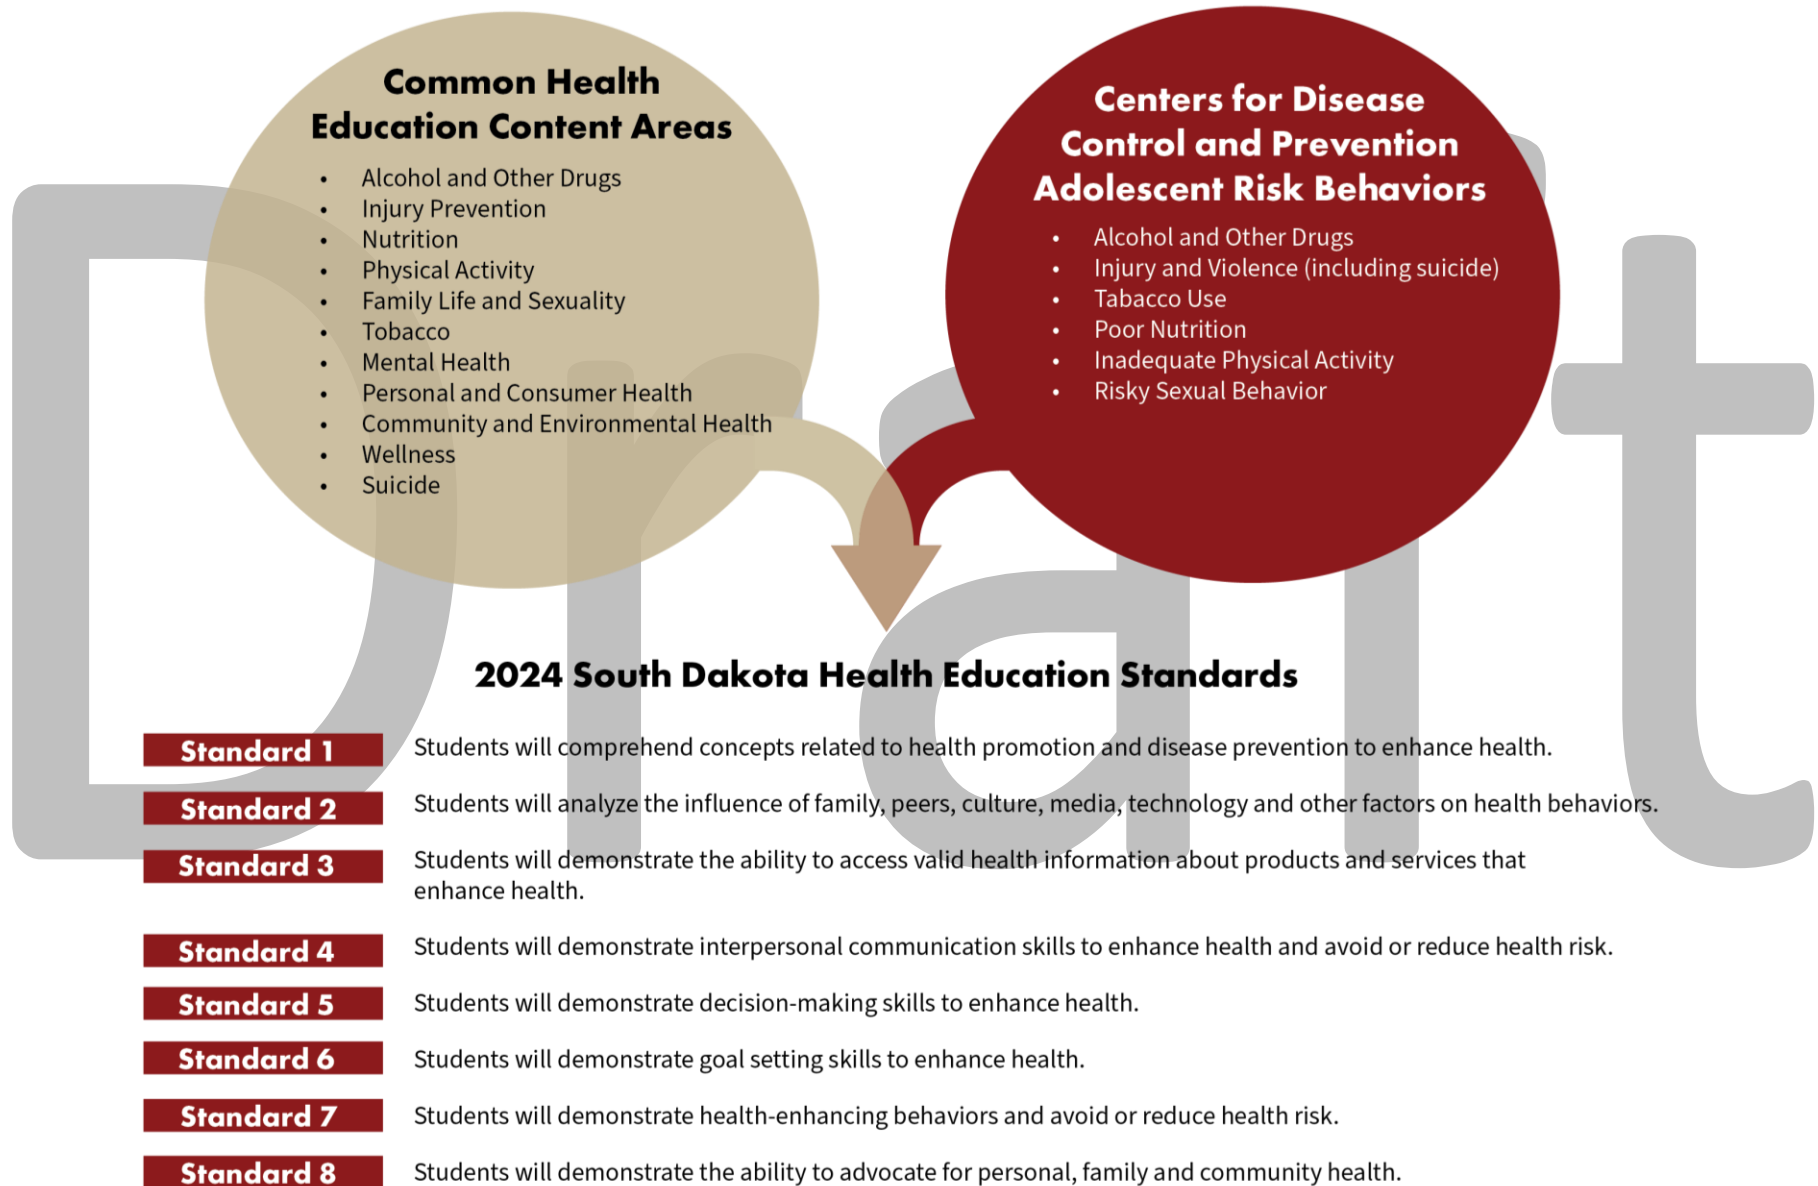 Common Health
Education Content Areas
• Alcohol and Other Drugs
• Injury Prevention
• Nutrition
• Physical Activity
• Family Life and Sexuality
• Tobacco
• Mental Health
• Personal and Consumer Health
• Community and Environmental Health
• Wellness
• Suicide
Centers for Disease
Control and Prevention
Adolescent Risk Behaviors
• Alcohol and Other Drugs
• Injury and Violence (including suicide)
• Tabacco Use
• Poor Nutrition
• Inadequate Physical Activity
• Risky Sexual Behavior
Draft
2024 South Dakota Health Education Standards
Standard 1 Students will comprehend concepts related to health promotion and disease prevention to enhance health.
Standard 2 Students will analyze the influence of family, peers, culture, media, technology and other factors on health behaviors.
Standard 3 Students will demonstrate the ability to access valid health information about products and services that
enhance health.
Standard 4 Students will demonstrate interpersonal communication skills to enhance health and avoid or reduce health risk.
Standard 5 Students will demonstrate decision-making skills to enhance health.
Standard 6 Students will demonstrate goal setting skills to enhance health.
Standard 7 Students will demonstrate health-enhancing behaviors and avoid or reduce health risk.
Standard 8 Students will demonstrate the ability to advocate for personal, family and community health.